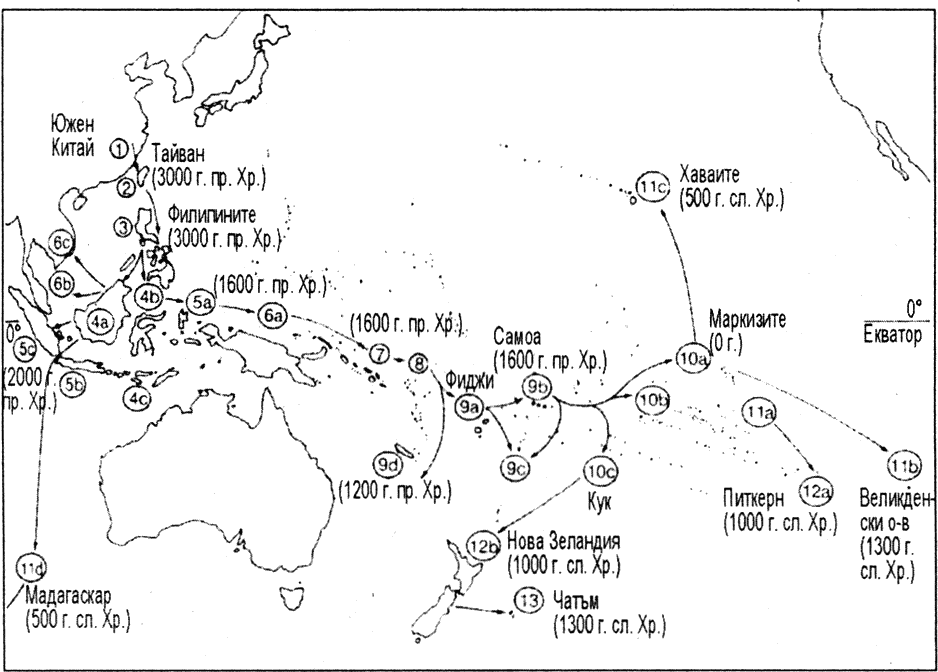 Южен
Китай
1
Тайван
(3000 г. пр. Хр.)
2
3
Филипините
(3000 г. пр. Хр.)
11c
Хаваите
(500 г. сл. Хр.)
6c
6b
4b
5a
(1600 г. пр. Хр.)
6a
4a
0°
5c
(2000 г.
пр. Хр.)
5b
4c
(1600 г. пр. Хр.)
7
8
Самоа
(1600 г. пр. Хр.)
9b
Фиджи
9a
9c
9d
(1200 г. пр. Хр.)
0°
Екватор
Маркизите
(0 г.)
10a
10b
10c
Кук
11a
11b
Великден-
ски о-в
(1300 г.
сл. Хр.)
12a
Питкерн
(1000 г. сл. Хр.)
12b
Нова Зеландия
(1000 г. сл. Хр.)
13
Чатъм
(1300 г. сл. Хр.)
11d
Мадагаскар
(500 г. сл. Хр.)